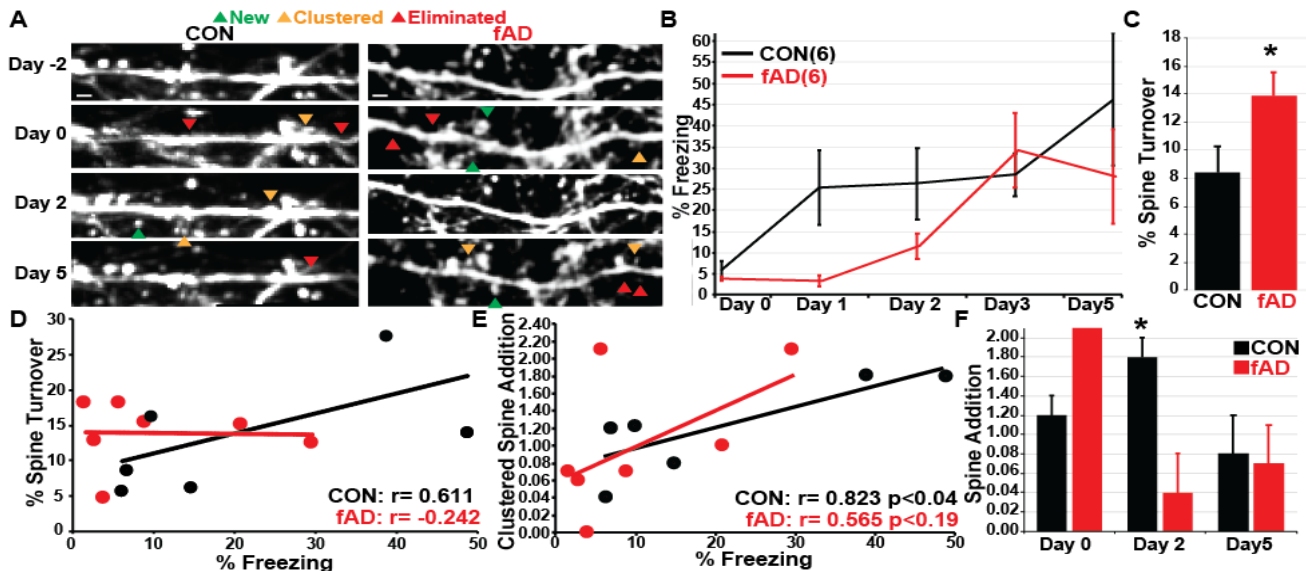 A
New Clustered Eliminated
CON fAD
Day -2
Day 0
Day 2
Day 5
B
60
55
50
45
40
35
30
25
20
15
10
5
0
% Freezing
CON(6)
fAD(6)
Day 0 Day 1 Day 2 Day3 Day5
C
18
16
14
12
10
8
6
4
2
0
% Spine Turnover
*
CON fAD
D
30
25
20
15
10
5
0
% Spine Turnover
CON: r= 0.611
fAD: r= -0.242
0 10 20 30 40 50
% Freezing
E
2.40
2.00
1.80
1.60
1.40
1.20
1.00
0.08
0.06
0.04
0.02
0.00
Clustered Spine Addition
CON: r= 0.823 p<0.04
fAD: r= 0.565 p<0.19
0 10 20 30 40 50
% Freezing
F
2.00
1.80
1.60
1.40
1.20
1.00
0.08
0.06
0.04
0.02
0.00
Spine Addition
*
CON
fAD
Day 0 Day 2 Day5